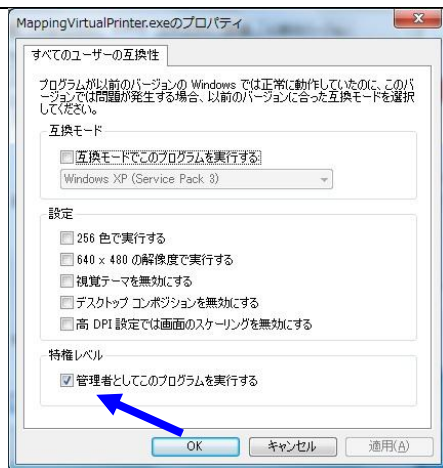 MappingVirtualPrinter.exeのプロパティ
すべてのユーザーの互換性
プログラムが以前のバージョンの Windows では正常に動作していたのに、このバ
ージョンでは問題が発生する場合、以前のバージョンに合った互換モードを選択
してください。
互換モード
互換モードでこのプログラムを実行する
Windows XP (Service Pack 3)
設定
256 色で実行する
640 x 480 の解像度で実行する
視覚テーマを無効にする
デスクトップ コンポジションを無効にする
高 DPI 設定では画面のスケーリングを無効にする
特権レベル
管理者としてこのプログラムを実行する
OK キャンセル 適用(A)